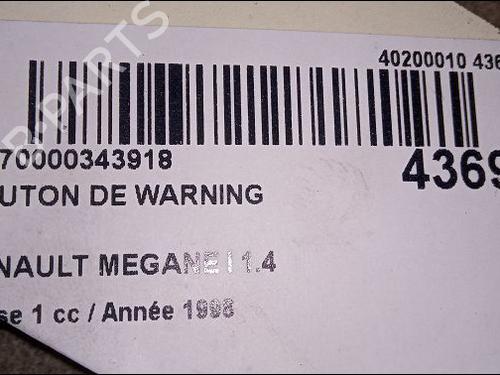 40200010 436
70000343918
4369
UTON DE WARNING
NAULT MEGANE I 1.4
se 1 cc / Année 1998